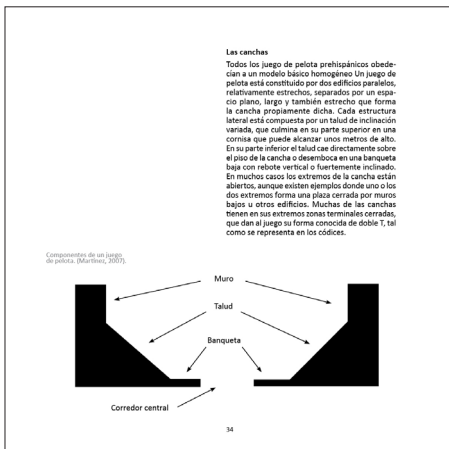 Las canchas
Todos los juego de pelota prehispánicos obede-
cían a un modelo básico homogéneo Un juego de
pelota está constituido por dos edificios paralelos,
relativamente estrechos, separados por un espa-
cio plano, largo y también estrecho que forma
la cancha propiamente dicha. Cada estructura
lateral está compuesta por un talud de inclinación
variada, que culmina en su parte superior en una
cornisa que puede alcanzar unos metros de alto.
En su parte inferior el talud cae directamente sobre
el piso de la cancha o desemboca en una banqueta
baja con rebote vertical o fuertemente inclinado.
En muchos casos los extremos de la cancha están
abiertos, aunque existen ejemplos donde uno o los
dos extremos forma una plaza cerrada por muros
bajos u otros edificios. Muchas de las canchas
tienen en sus extremos zonas terminales cerradas,
que dan al juego su forma conocida de doble T, tal
como se representa en los códices.
Componentes de un juego
de pelota. (Martínez, 2007).
Muro
Talud
Banqueta
Corredor central
34